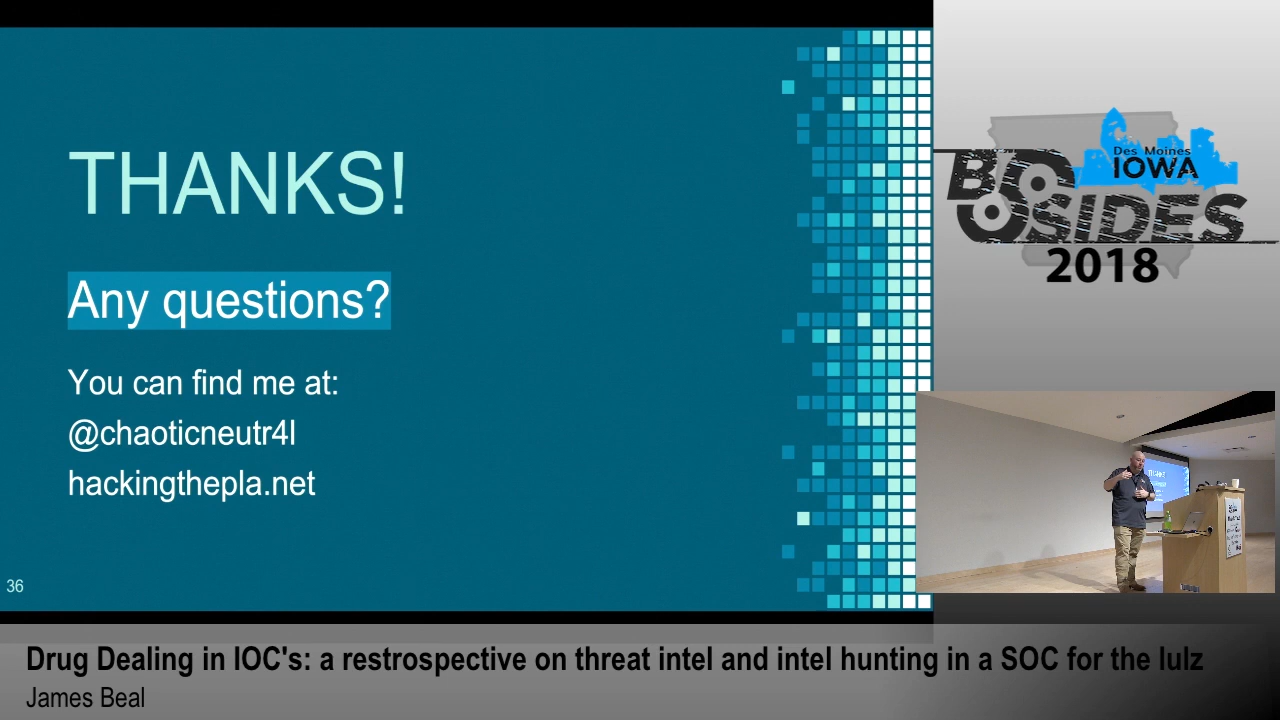 THANKS!
Any questions?
You can find me at:
@chaoticneutr4l
hackingthepla.net
36
Des Moines
IOWA
BSIDES
2018
THANKS!
Drug Dealing in IOC's: a restrospective on threat intel and intel hunting in a SOC for the lulz
James Beal